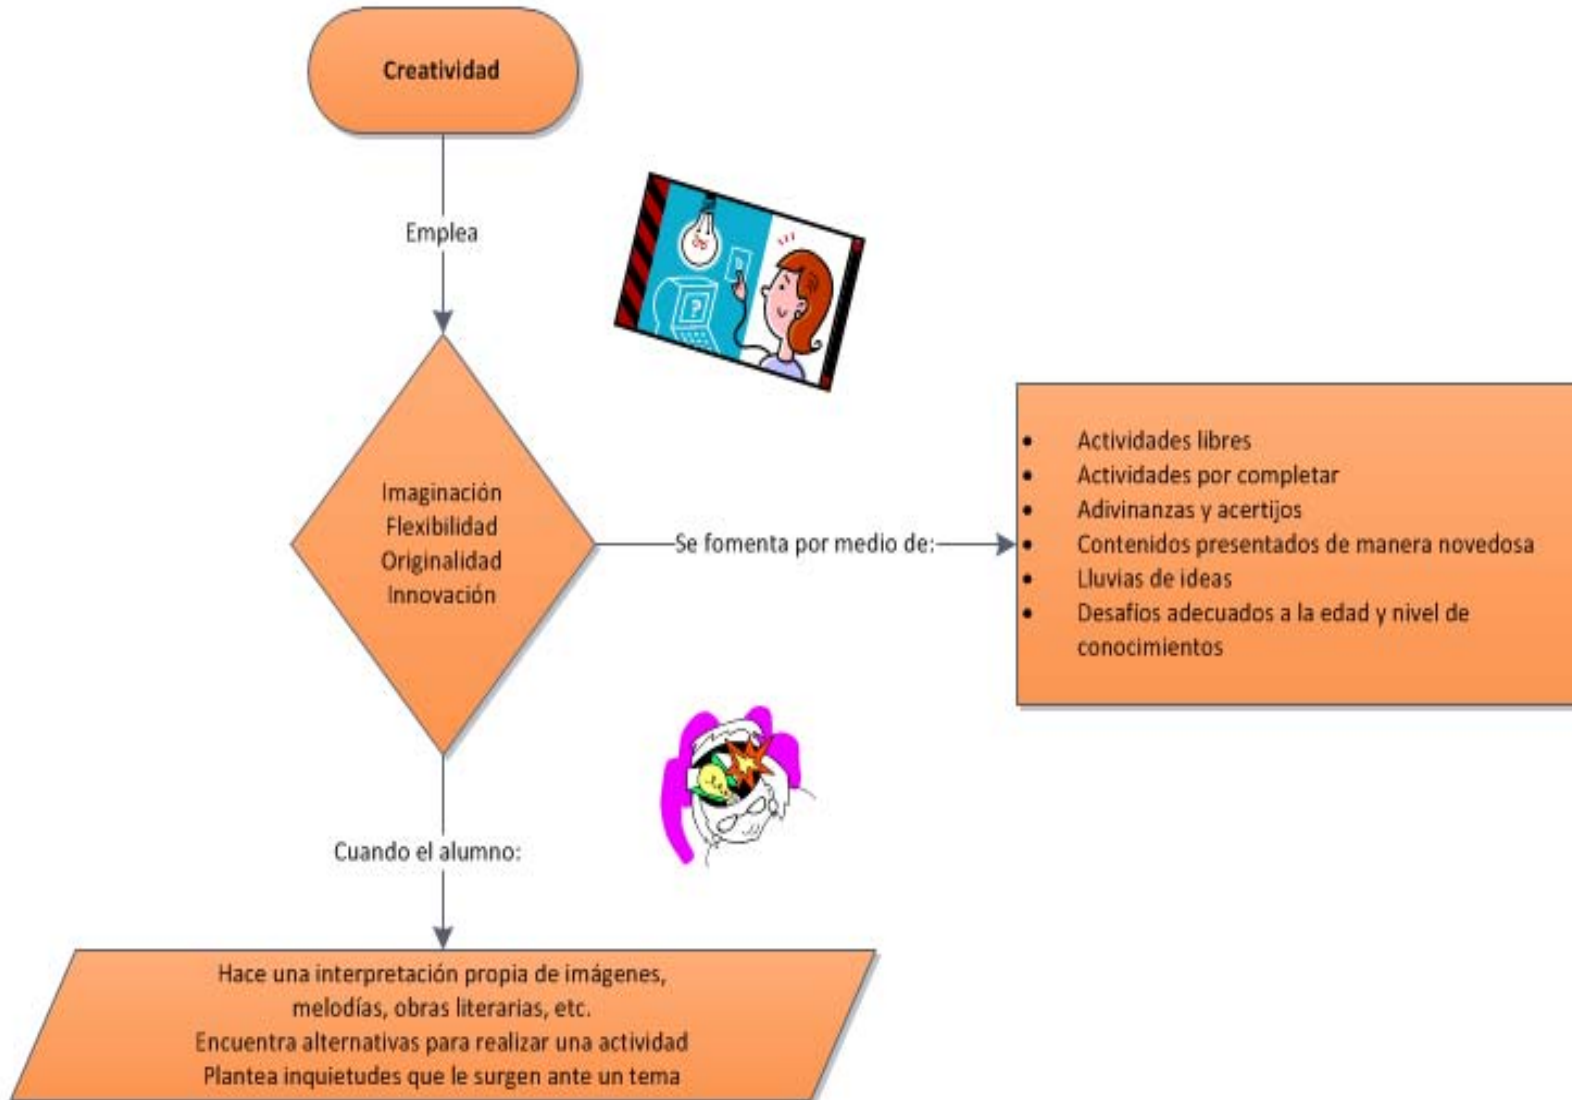 Creatividad
Emplea
Imaginación
Flexibilidad
Originalidad
Innovación
Se fomenta por medio de:
• Actividades libres
• Actividades por completar
• Adivinanzas y acertijos
• Contenidos presentados de manera novedosa
• Lluvias de ideas
• Desafios adecuados a la edad y nivel de
conocimientos
?
Cuando el alumno:
Hace una interpretación propia de imágenes,
melodías, obras literarias, etc.
Encuentra alternativas para realizar una actividad
Plantea inquietudes que le surgen ante un tema